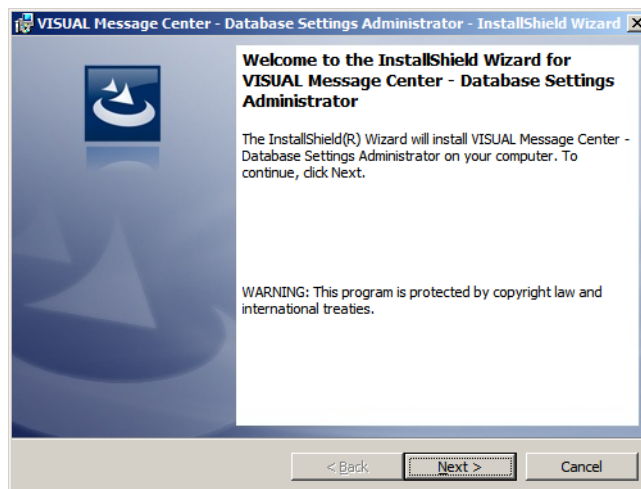 VISUAL Message Center - Database Settings Administrator - InstallShield Wizard
Welcome to the InstallShield Wizard for
VISUAL Message Center - Database Settings
Administrator
The InstallShield(R) Wizard will install VISUAL Message Center -
Database Settings Administrator on your computer. To
continue, click Next.
WARNING: This program is protected by copyright law and
international treaties.
< Back
Next >
Cancel